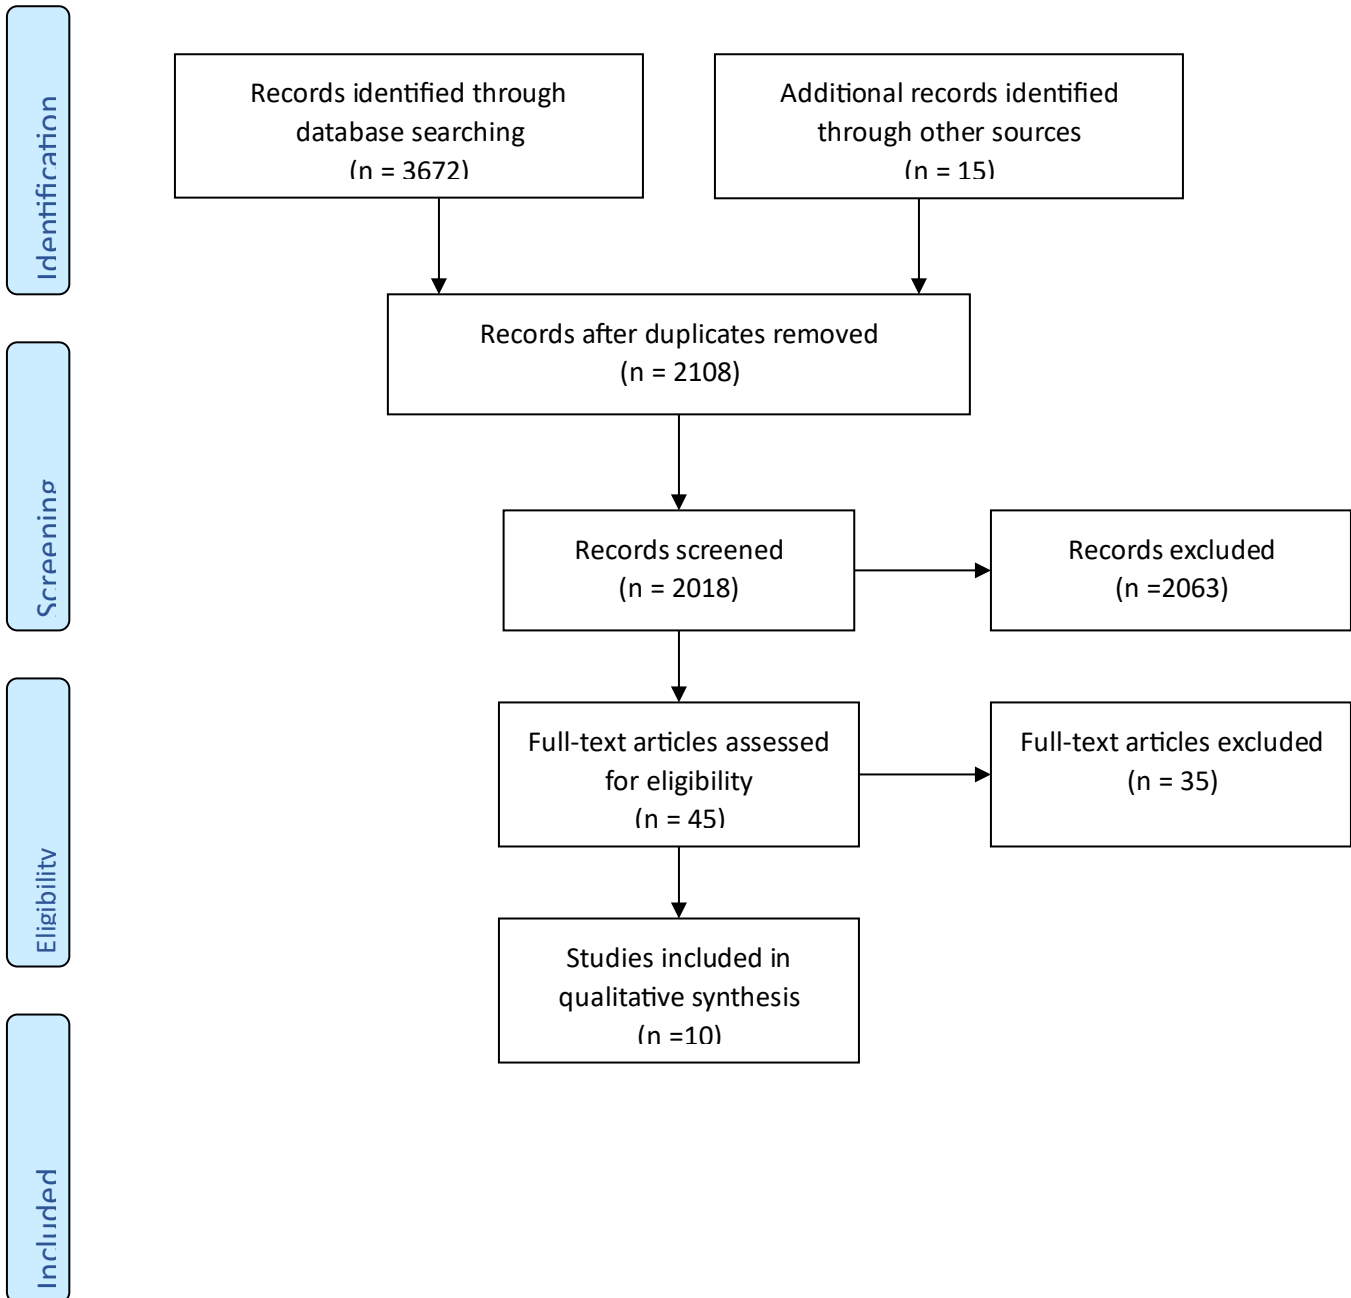 Identification
Records identified through
database searching
(n = 3672)
Additional records identified
through other sources
(n = 15)
Records after duplicates removed
(n = 2108)
Screening
Records screened
(n = 2018)
Records excluded
(n =2063)
Eligibility
Full-text articles assessed
for eligibility
(n = 45)
Full-text articles excluded
(n = 35)
Studies included in
qualitative synthesis
(n =10)
Included